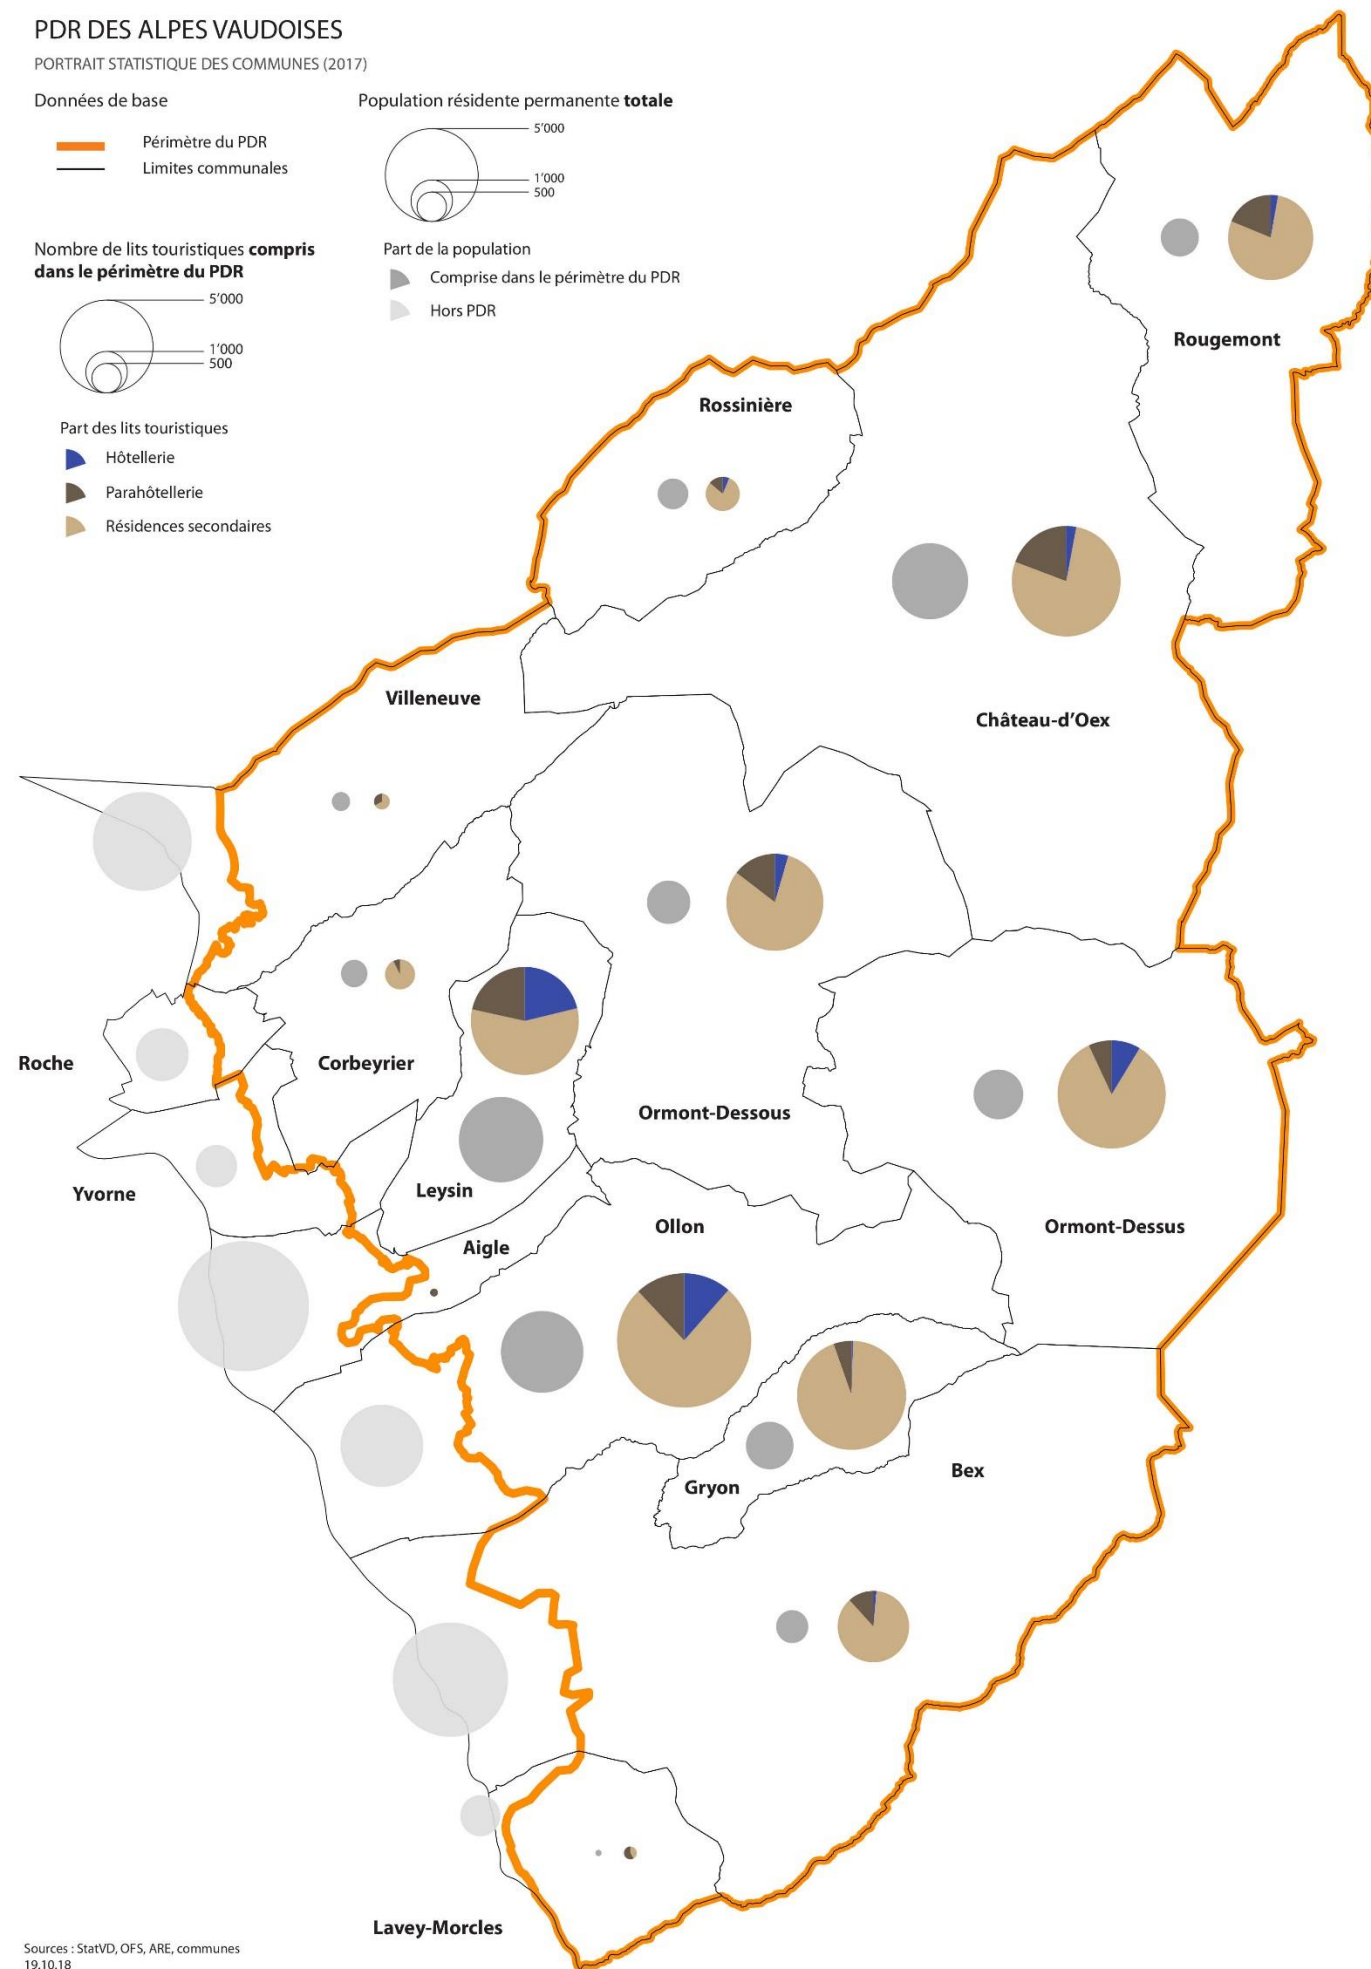 PDR DES ALPES VAUDOISES
PORTRAIT STATISTIQUE DES COMMUNES (2017)
Données de base
Périmètre du PDR
Limites communales
Population résidente permanente totale
5'000
1'000
500
Nombre de lits touristiques compris
dans le périmètre du PDR
5'000
1'000
500
Part de la population
Comprise dans le périmètre du PDR
Hors PDR
Part des lits touristiques
Hôtellerie
Parahôtellerie
Résidences secondaires
Rougemont
Rossinière
Villeneuve
Château-d'Oex
Roche
Corbeyrier
Ormont-Dessous
Yvorne
Leysin
Ollon
Ormont-Dessus
Aigle
Bex
Gryon
Lavey-Morcles
Sources : StatVD, OFS, ARE, communes
19.10.18